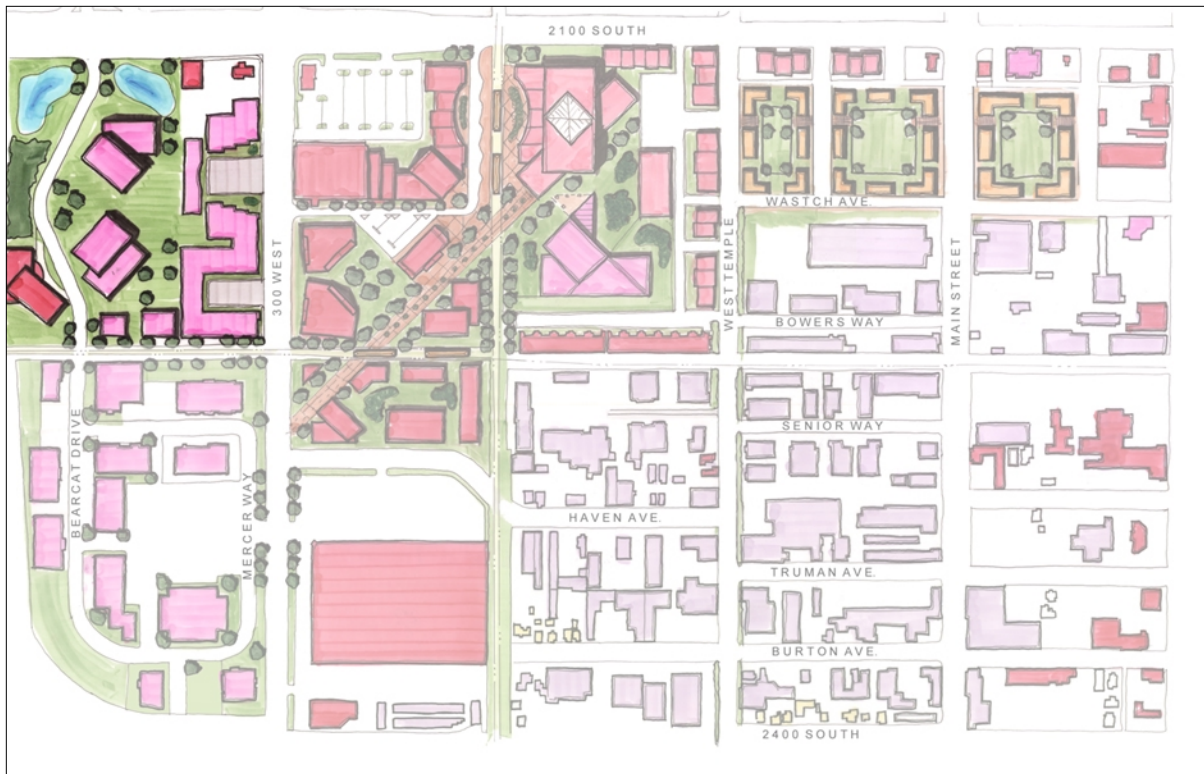 2100 SOUTH
WASTCH AVE.
300 WEST
WEST TEMPLE
MAIN STREET
BOWERS WAY
SENIOR WAY
BEARCAT DRIVE
MERCER WAY
HAVEN AVE.
TRUMAN AVE.
BURTON AVE.
2400 SOUTH